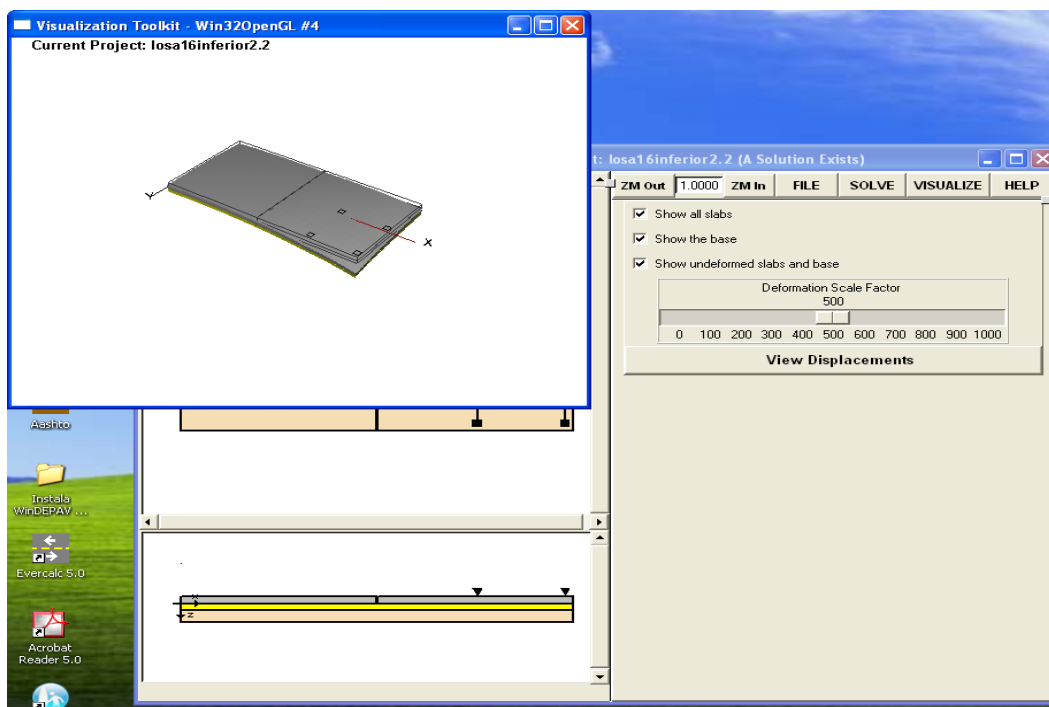 Visualization Toolkit - Win32OpenGL #4
Current Project: losa16inferior2.2
Y
X
t: losa16inferior2.2 (A Solution Exists)
ZM Out 1.0000 ZM In FILE SOLVE VISUALIZE HELP
Show all slabs
Show the base
Show undeformed slabs and base
Deformation Scale Factor
500
0 100 200 300 400 500 600 700 800 900 1000
View Displacements
Aashto
Instala
WinDEPAV ...
Evercalc 5.0
Acrobat
Reader 5.0
X
Z